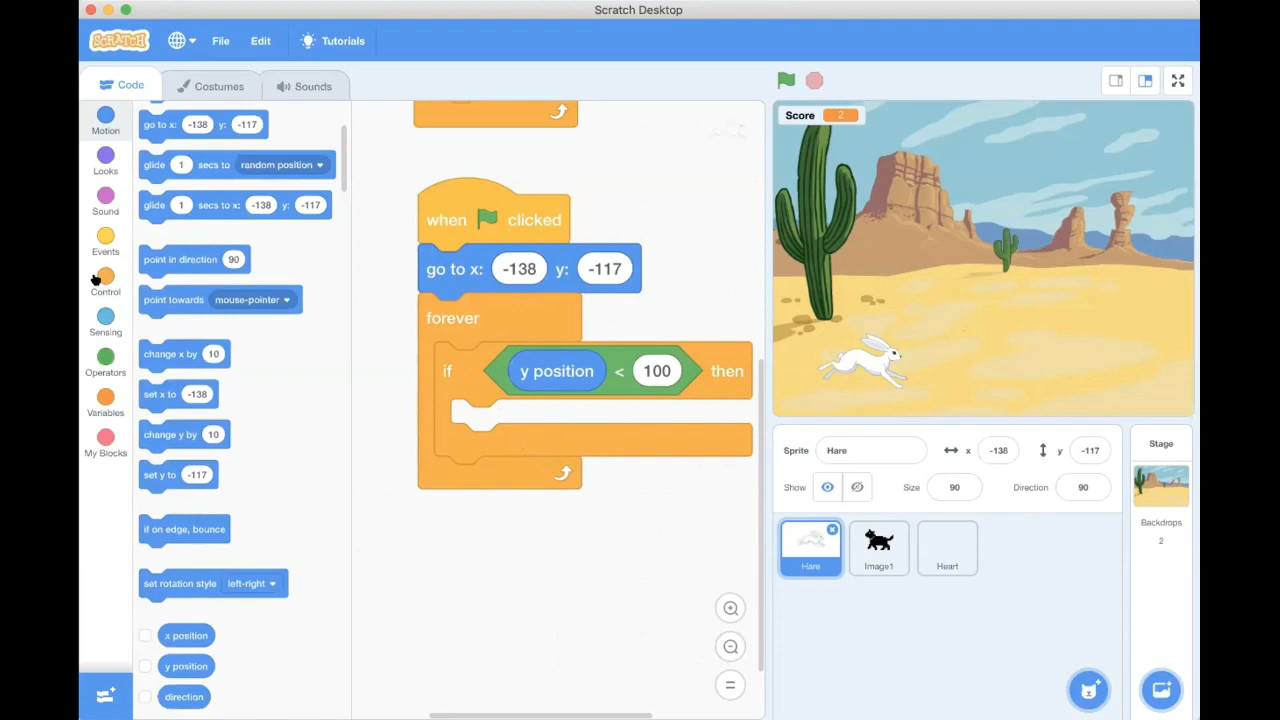 Scratch Desktop
SCRATCH
File
Edit
Tutorials
Code
Costumes
Sounds
Motion
Looks
Sound
Events
Control
Sensing
Operators
Variables
My Blocks
go to x: -138 y: -117
glide 1 secs to random position
glide 1 secs to x: -138 y: -117
point in direction 90
point towards mouse-pointer
change x by 10
set x to -138
change y by 10
set y to -117
if on edge, bounce
set rotation style left-right
x position
y position
direction
when clicked
go to x: -138 y: -117
forever
if y position < 100 then
Score 2
Sprite Hare x -138 y -117
Show Size 90 Direction 90
Hare
Image1
Heart
Stage
Backdrops
2